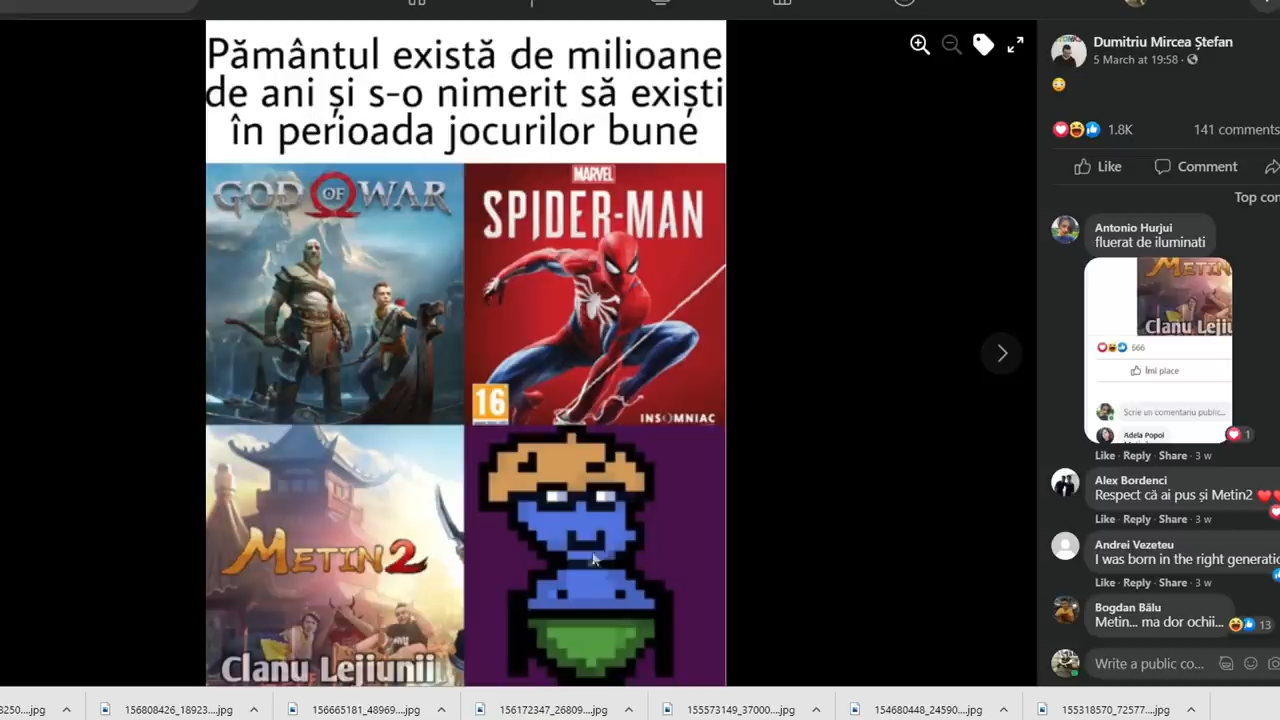 Pământul există de milioane
de ani și s-o nimerit să exiști
în perioada jocurilor bune
GOD OF WAR
MARVEL
SPIDER-MAN
16
INSOMNIAC
METIN2
Clanu Lejiunii
Dumitriu Mircea Ștefan
5 March at 19:58
1.8K
141 comments
Like
Comment
Top
Antonio Hurjui
fluerat de iluminati
METIN
Clanu
666
Îmi place
Scrie un comentariu public...
Adela Popoi
1
Like · Reply · Share · 3 w
Alex Bordenci
Respect că ai pus și Metin2
Like · Reply · Share · 3 w
Andrei Vezeteu
I was born in the right
Like · Reply · Share · 3 w
Bogdan Bălu
Metin... ma dor ochii...
13
Write a public co...
8250....jpg
156808426_18923....jpg
156665181_48969....jpg
156172347_26809....jpg
155573149_37000....jpg
154680448_24590....jpg
155318570_72577....jpg